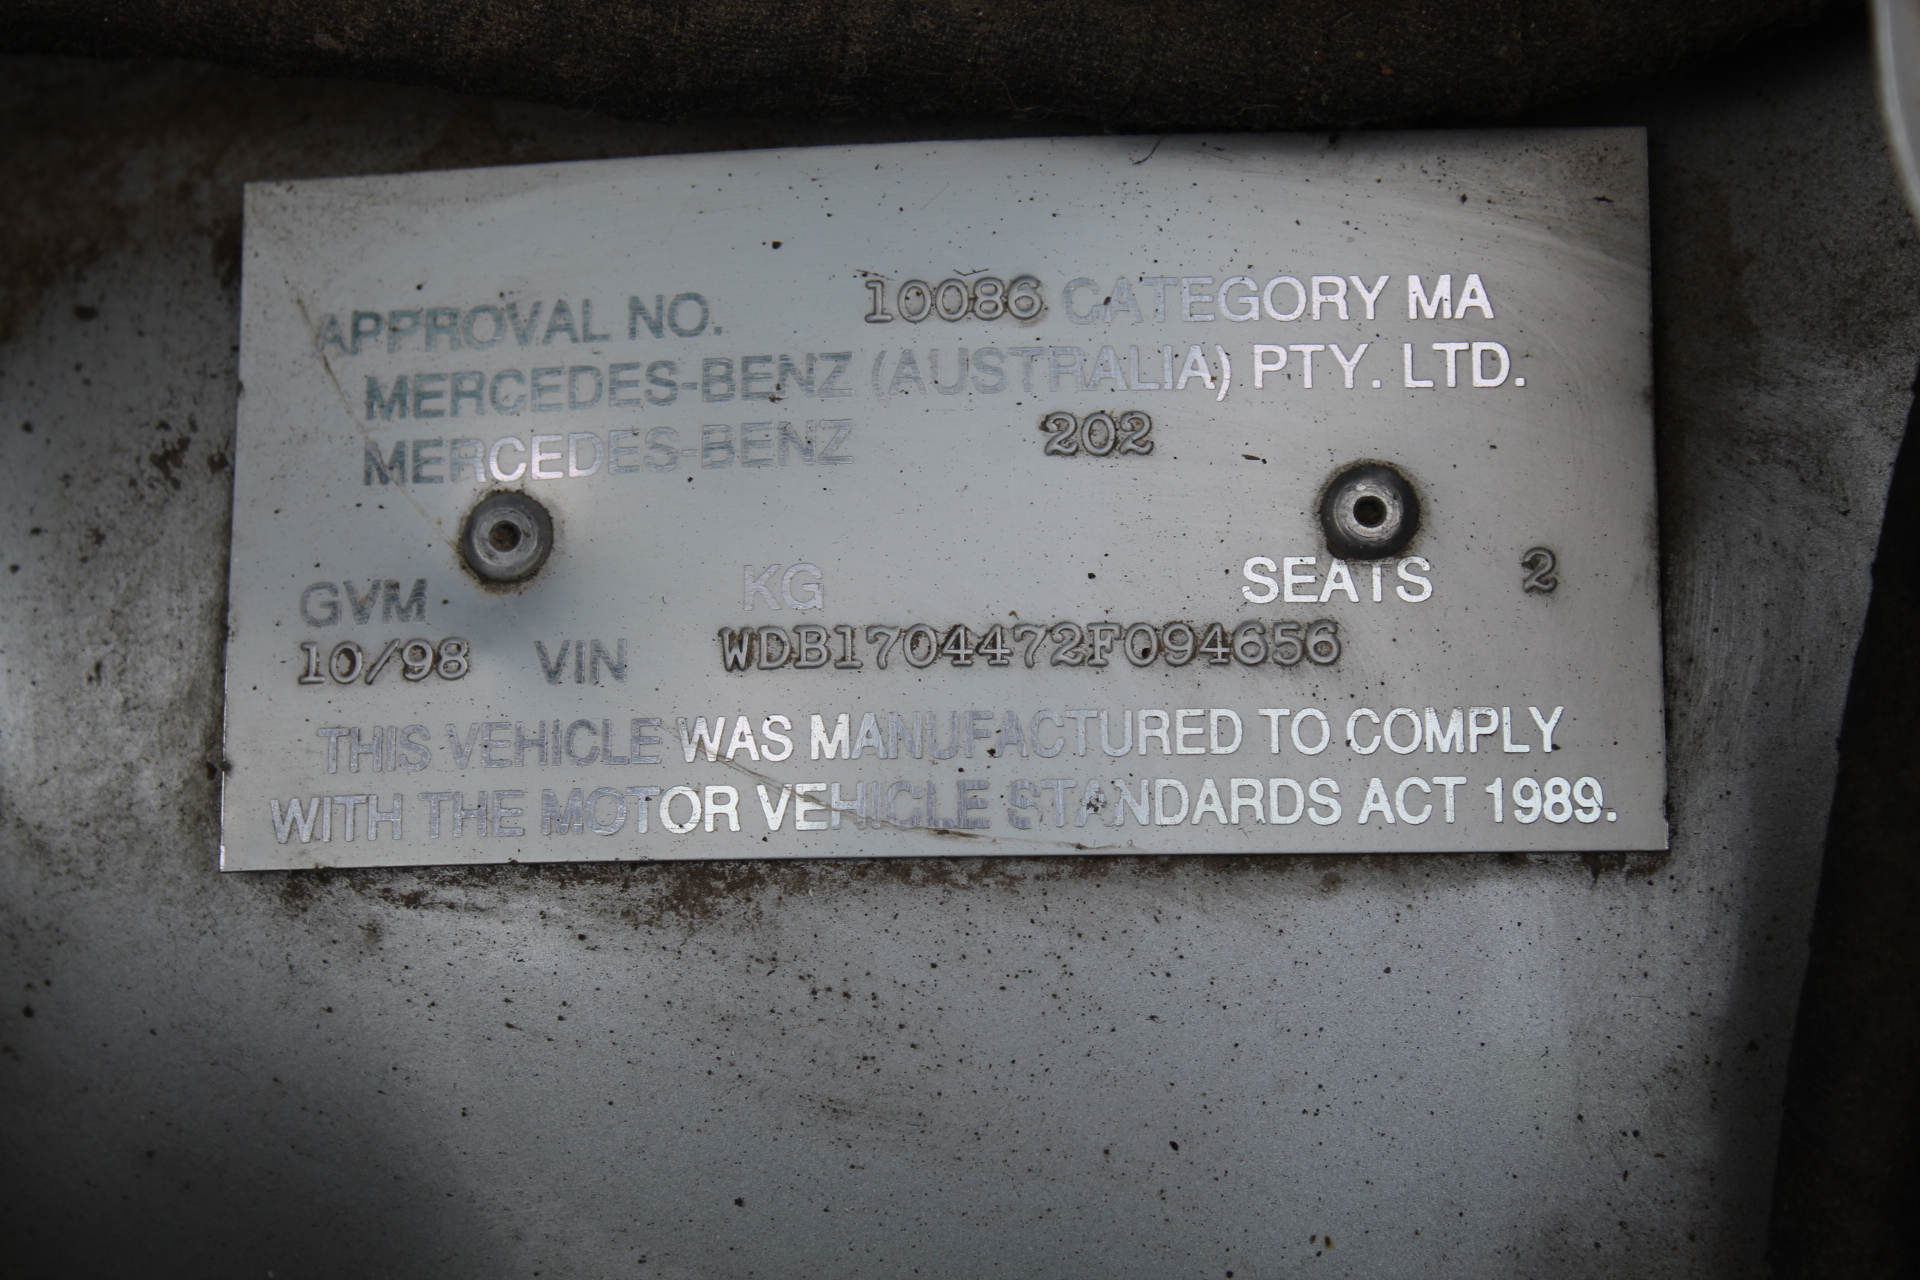 APPROVAL NO. 10086 CATEGORY MA
MERCEDES-BENZ (AUSTRALIA) PTY. LTD.
MERCEDES-BENZ 202
GVM KG SEATS 2
10/98 VIN WDB1704472F094656
THIS VEHICLE WAS MANUFACTURED TO COMPLY
WITH THE MOTOR VEHICLE STANDARDS ACT 1989.